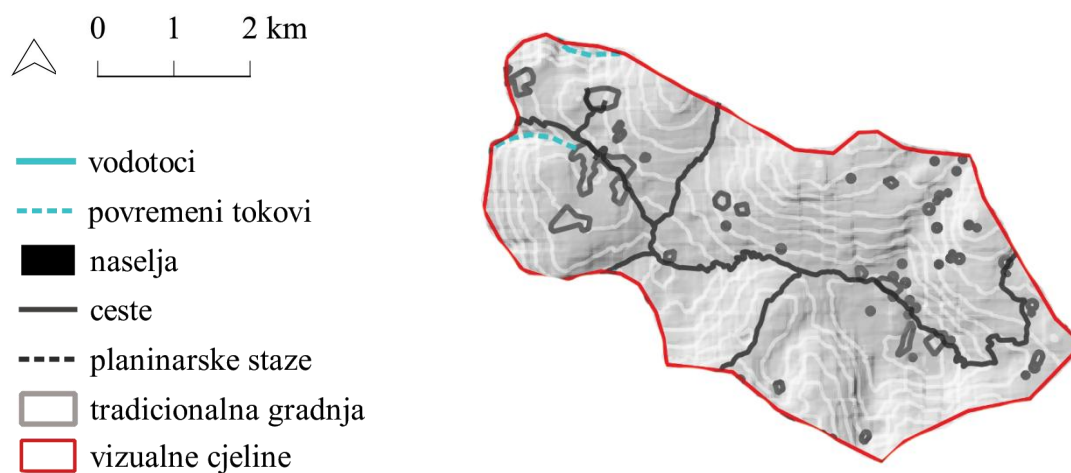 0 1 2 km
vodotoci
povremeni tokovi
naselja
ceste
planinarske staze
tradicionalna gradnja
vizualne cjeline